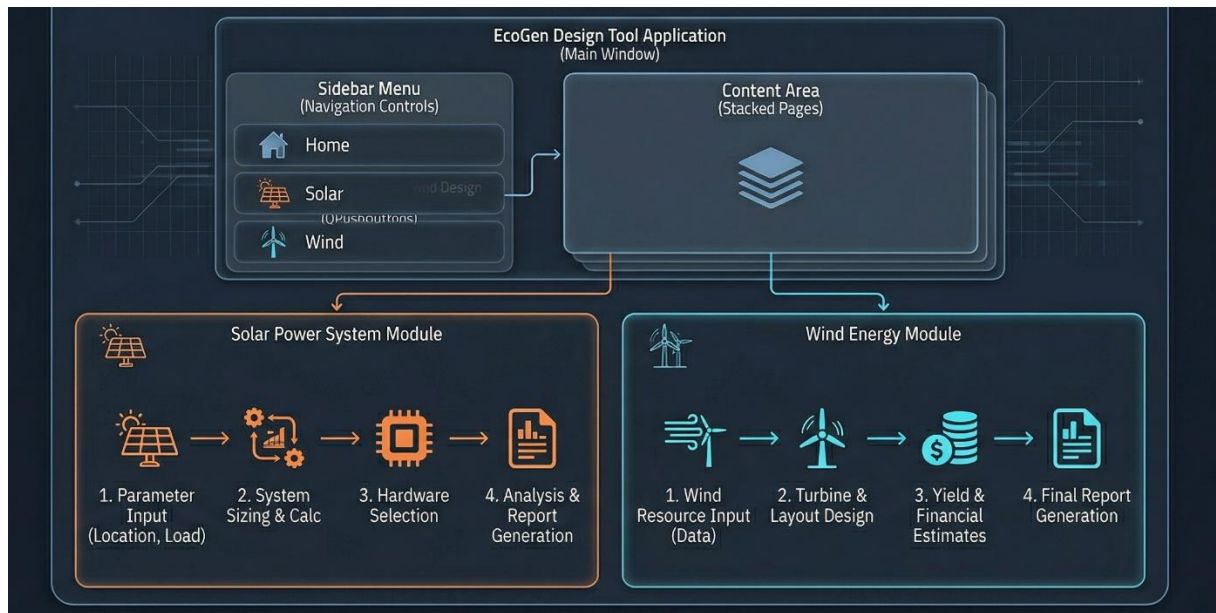 EcoGen Design Tool Application
(Main Window)
Sidebar Menu
(Navigation Controls)
Home
Solar
Design
(QPushbuttons)
Wind
Content Area
(Stacked Pages)
Solar Power System Module
1. Parameter
Input
(Location, Load)
2. System
Sizing & Calc
3. Hardware
Selection
4. Analysis &
Report
Generation
Wind Energy Module
1. Wind
Resource Input
(Data)
2. Turbine &
Layout Design
3. Yield &
Financial
Estimates
4. Final Report
Generation